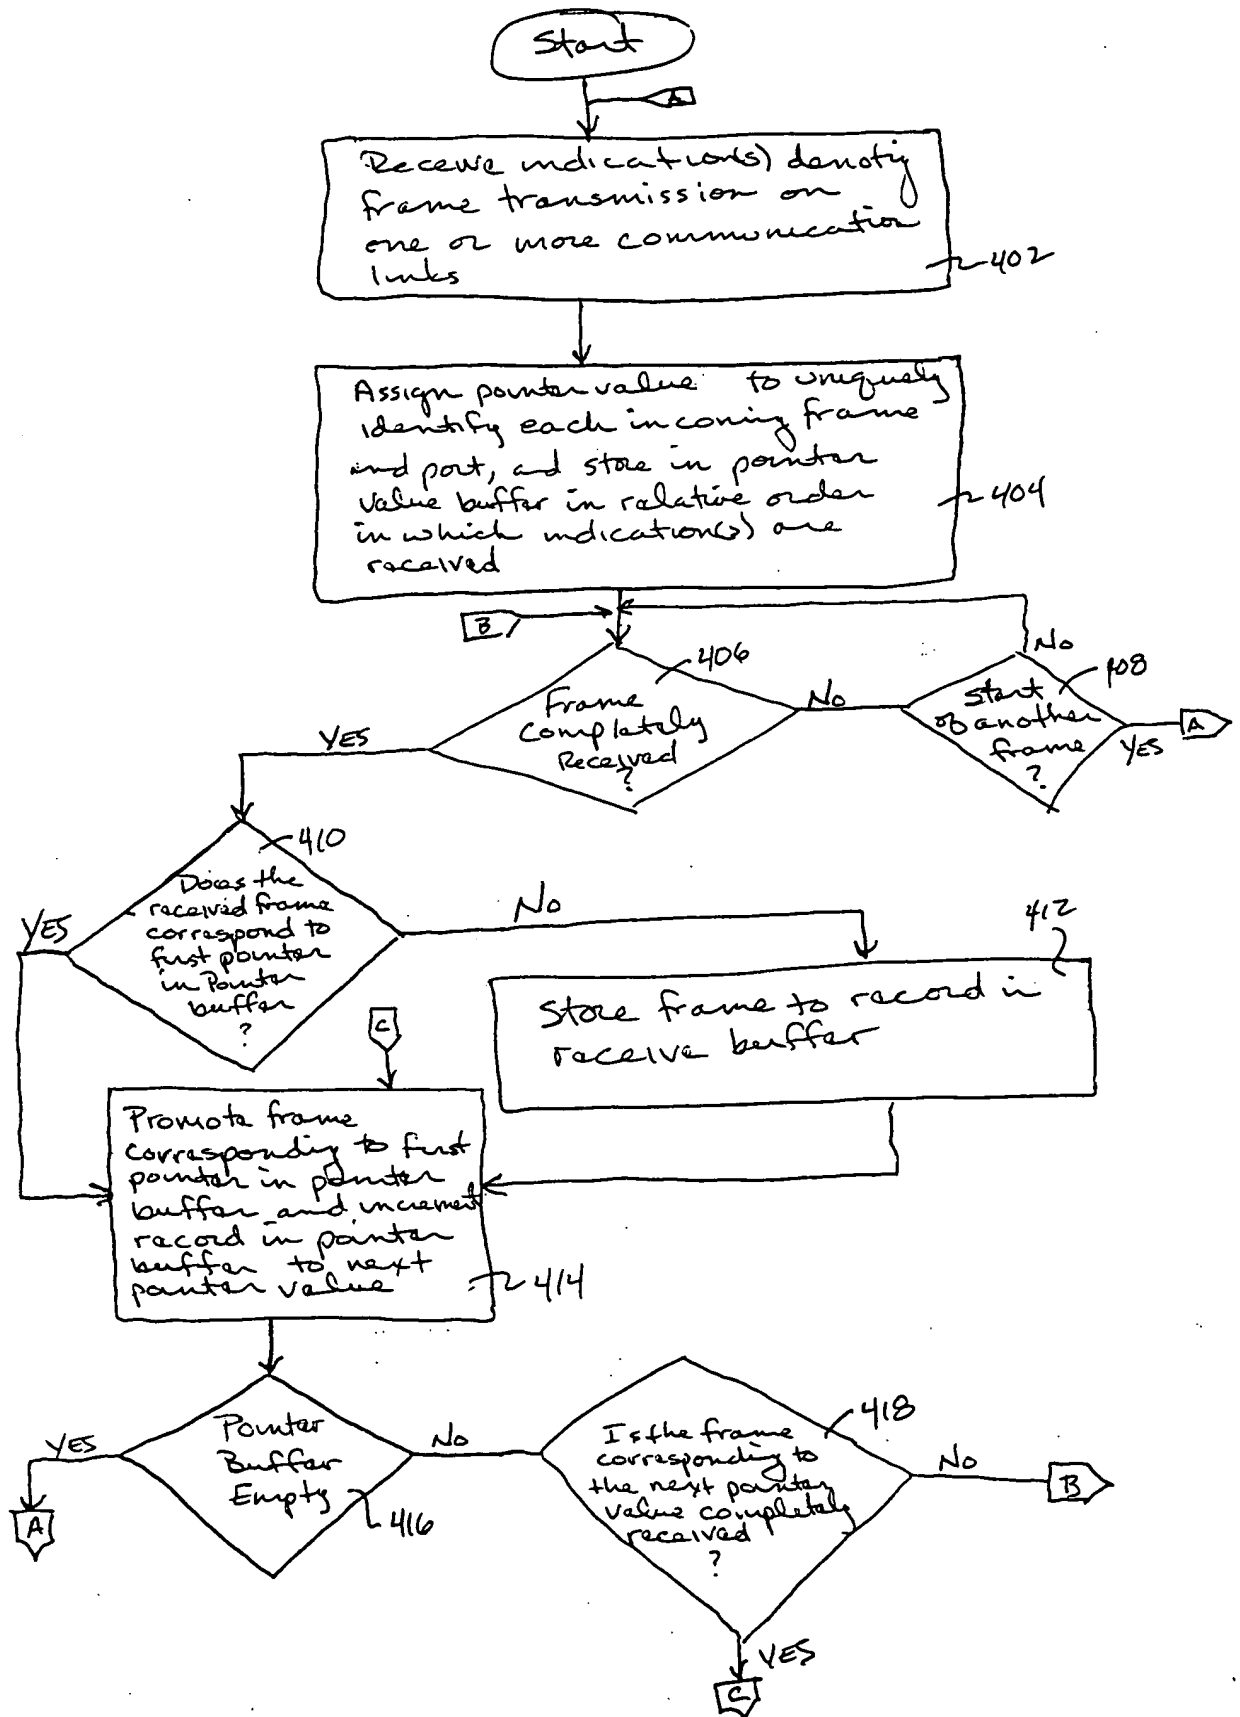 Start
A
Receive indication(s) denoting
frame transmission on
one or more communication
links
402
Assign pointer value to uniquely
identify each incoming frame
and port, and store in pointer
value buffer in relative order
in which indication(s) are
received
404
B
406
Frame
Completely
Received
?
YES
No
408
Start
of another
frame
?
No
YES
A
410
Does the
received frame
correspond to
first pointer
in Pointer
buffer
?
YES
No
412
Store frame to record in
receive buffer
C
Promote frame
corresponding to first
pointer in pointer
buffer and increment
record in pointer
buffer to next
pointer value
414
Pointer
Buffer
Empty
416
YES
A
No
418
Is the frame
corresponding to
the next pointer
value completely
received
?
No
B
YES
C